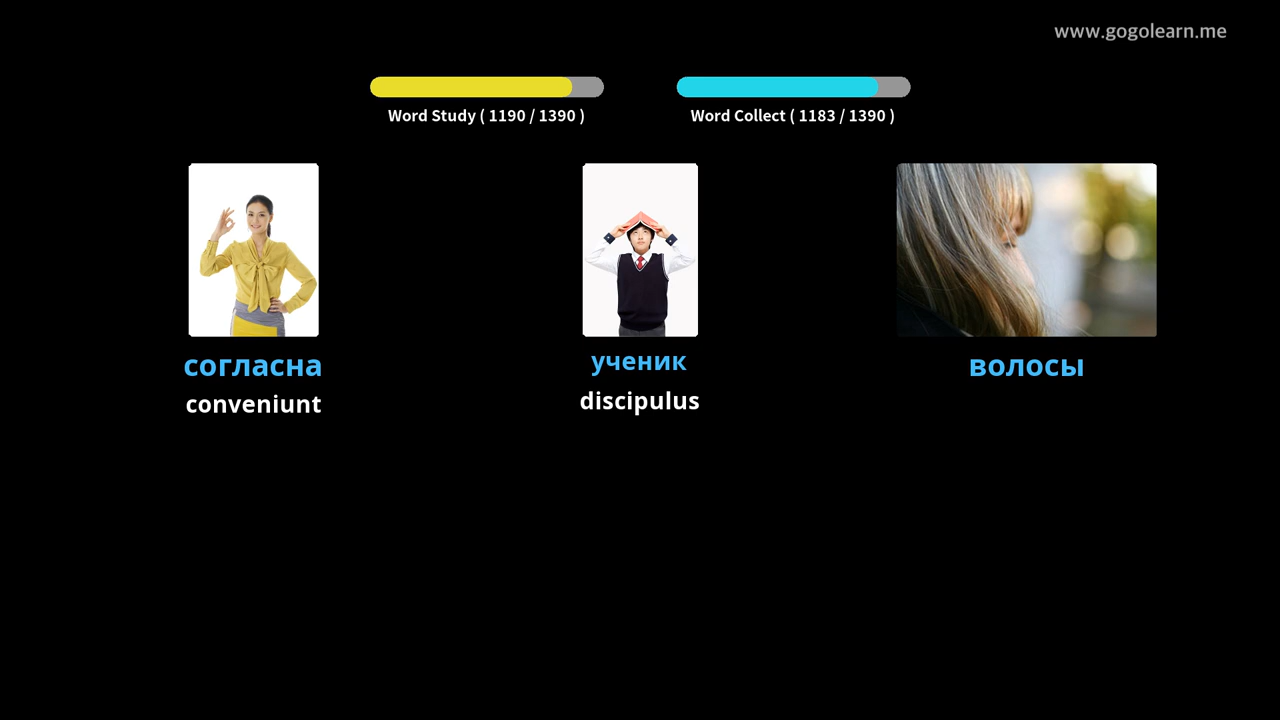 www.gogolearn.me
Word Study ( 1190 / 1390 )
Word Collect ( 1183 / 1390 )
согласна
conveniunt
ученик
discipulus
волосы